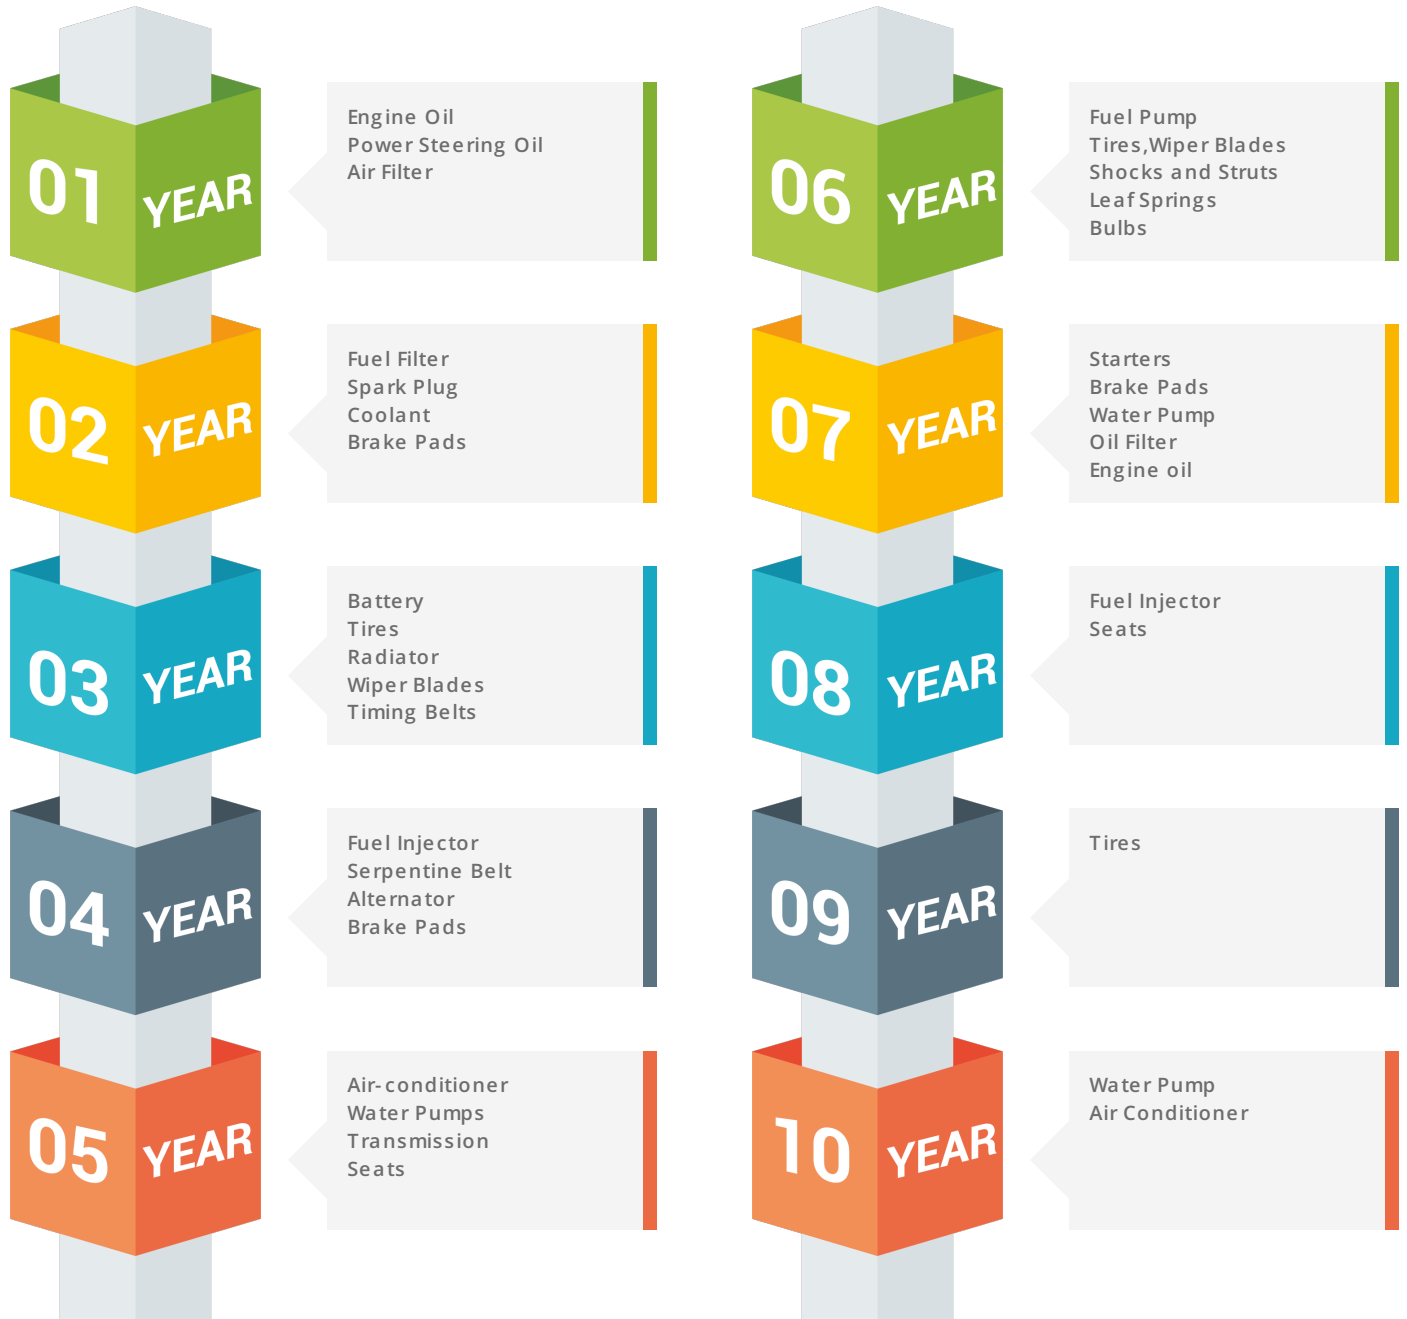 01 YEAR
Engine Oil
Power Steering Oil
Air Filter
02 YEAR
Fuel Filter
Spark Plug
Coolant
Brake Pads
03 YEAR
Battery
Tires
Radiator
Wiper Blades
Timing Belts
04 YEAR
Fuel Injector
Serpentine Belt
Alternator
Brake Pads
05 YEAR
Air-conditioner
Water Pumps
Transmission
Seats
06 YEAR
Fuel Pump
Tires,Wiper Blades
Shocks and Struts
Leaf Springs
Bulbs
07 YEAR
Starters
Brake Pads
Water Pump
Oil Filter
Engine oil
08 YEAR
Fuel Injector
Seats
09 YEAR
Tires
10 YEAR
Water Pump
Air Conditioner